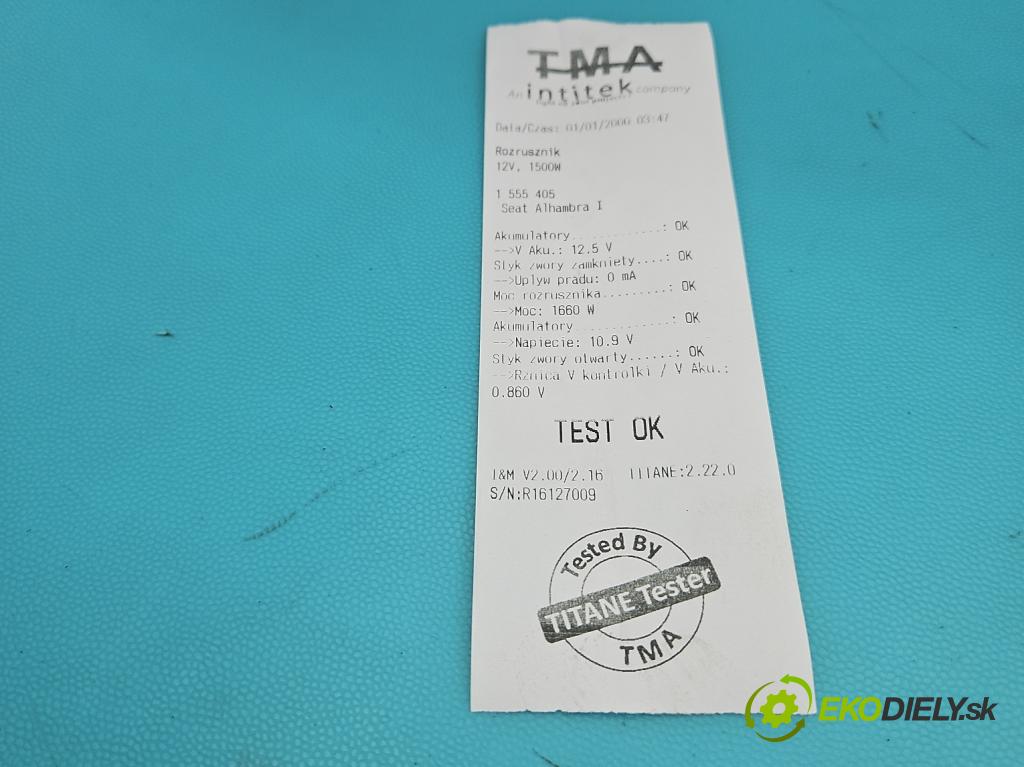 TMA
An intitek company
Data/Czas: 01/01/2000 03:47
Rozrusznik
12V, 1500W
1 555 405
Seat Alhambra I
Akumulatory.............: OK
-->V Aku.: 12.5 V
Styk zwory zamkniety....: OK
-->Uplyw pradu: 0 mA
Moc rozrusznika.........: OK
-->Moc: 1660 W
Akumulatory.............: OK
-->Napiecie: 10.9 V
Styk zwory otwarty......: OK
-->Rznica V kontrolki / V Aku.:
0.860 V
TEST OK
I&M V2.00/2.16 TITANE:2.22.0
S/N:R16127009
Tested By
TITANE Tester
TMA
EKODIELY.sk